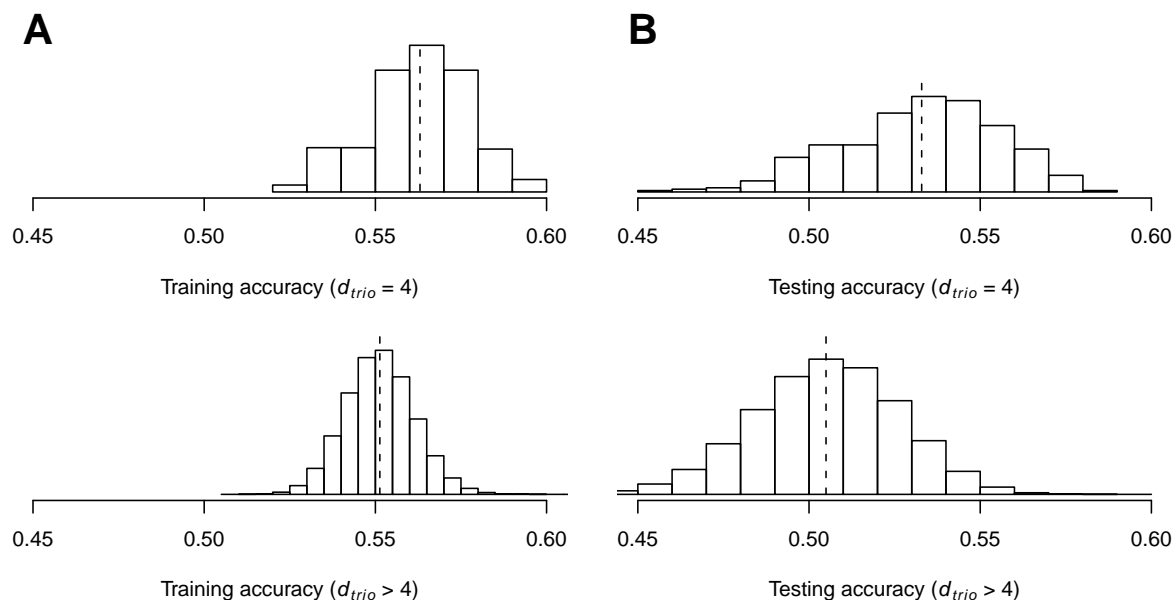 A
0.45 0.50 0.55 0.60
Training accuracy (d_trio = 4)
B
0.45 0.50 0.55 0.60
Testing accuracy (d_trio = 4)
0.45 0.50 0.55 0.60
Training accuracy (d_trio > 4)
0.45 0.50 0.55 0.60
Testing accuracy (d_trio > 4)